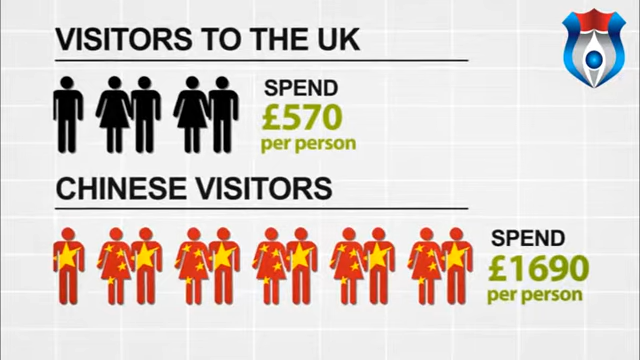 VISITORS TO THE UK
SPEND
£570
per person
CHINESE VISITORS
SPEND
£1690
per person